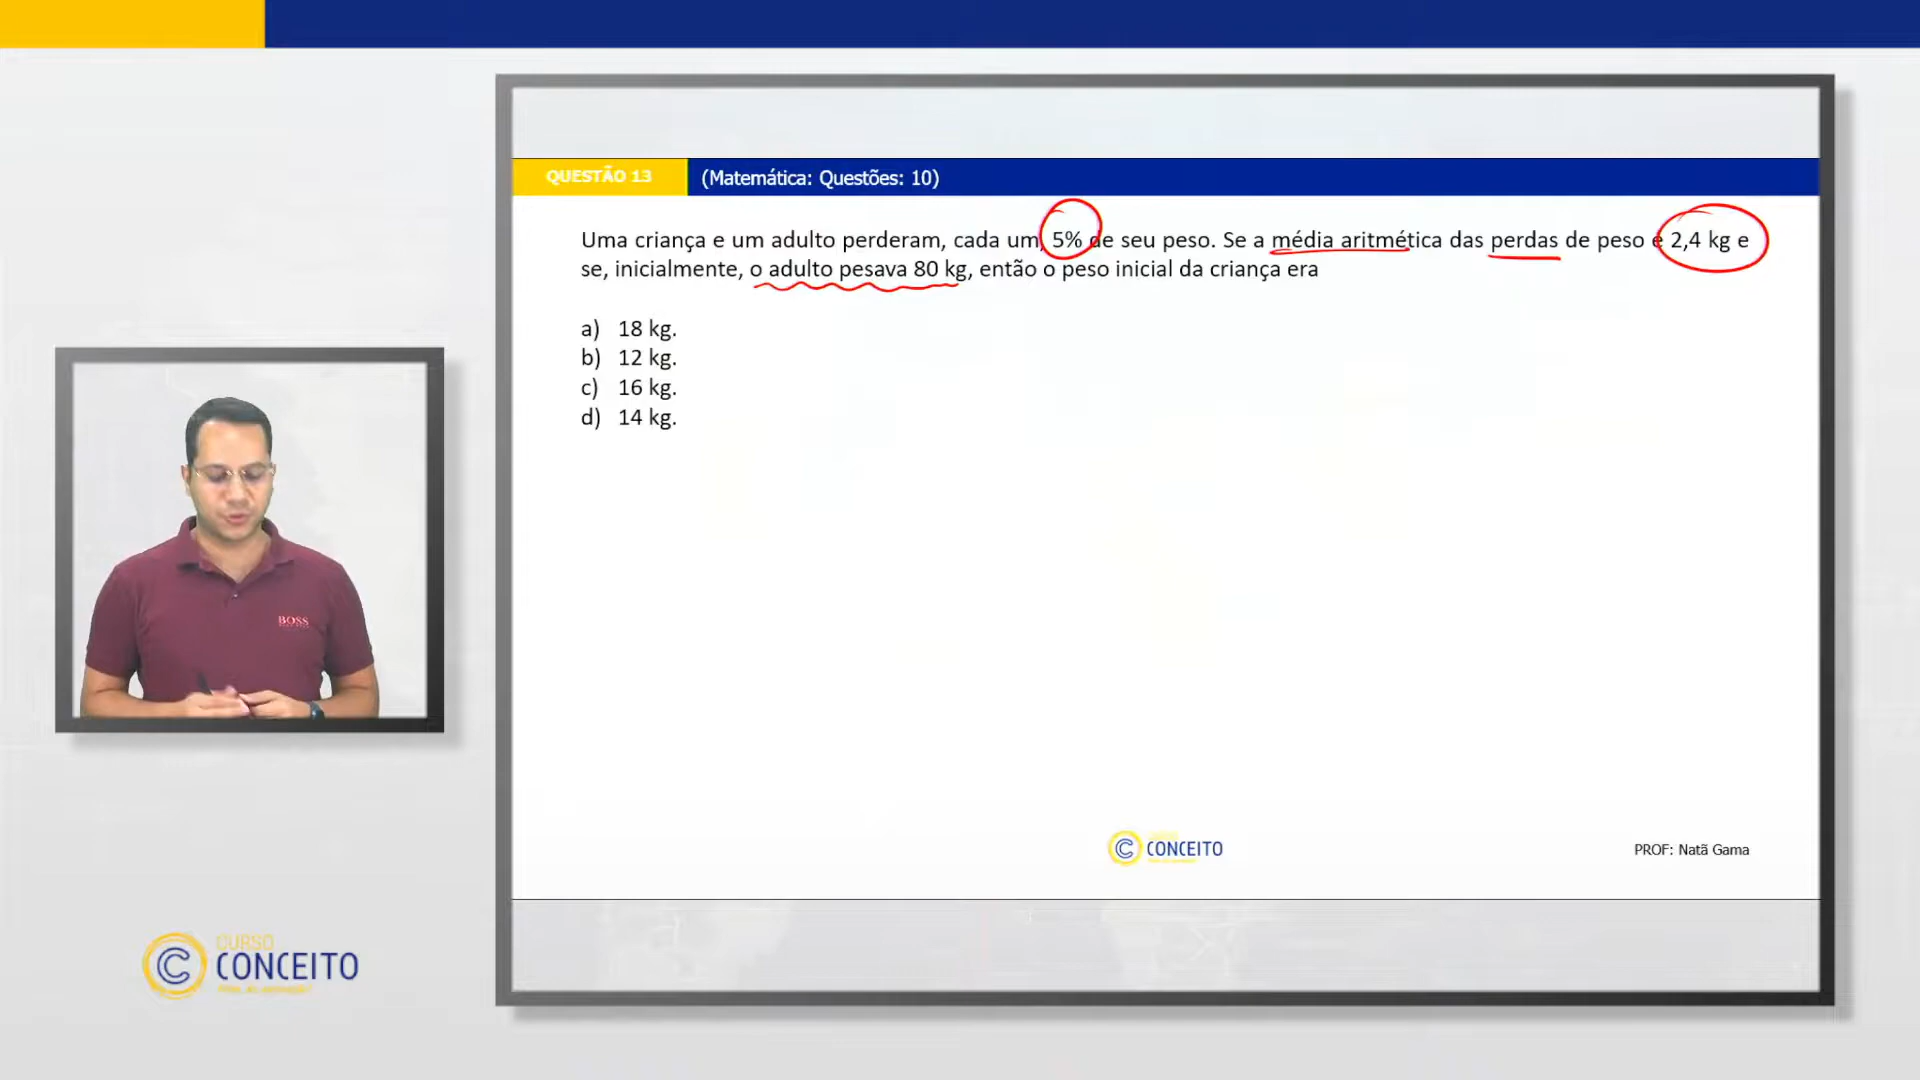 QUESTÃO 13
(Matemática: Questões: 10)
Uma criança e um adulto perderam, cada um, 5% de seu peso. Se a média aritmética das perdas de peso é 2,4 kg e
se, inicialmente, o adulto pesava 80 kg, então o peso inicial da criança era
a) 18 kg.
b) 12 kg.
c) 16 kg.
d) 14 kg.
BOSS
CONCEITO
PROF: Natã Gama
CURSO
CONCEITO